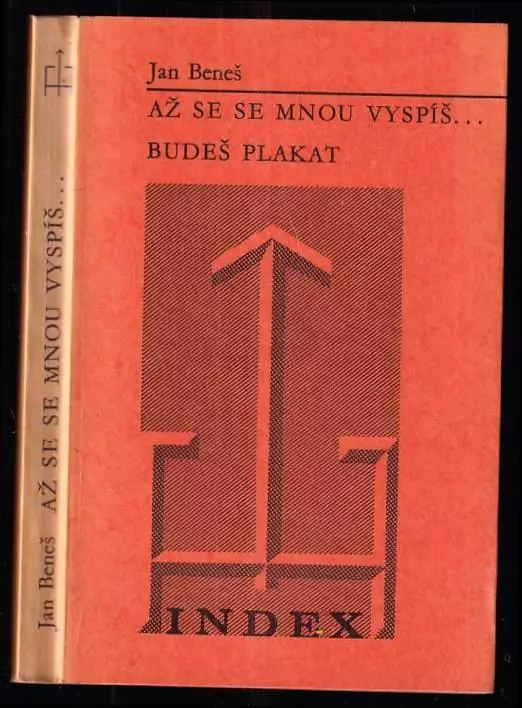 Jan Beneš
AŽ SE SE MNOU VYSPÍŠ...
BUDEŠ PLAKAT
INDEX
Jan Beneš AŽ SE SE MNOU VYSPÍŠ...